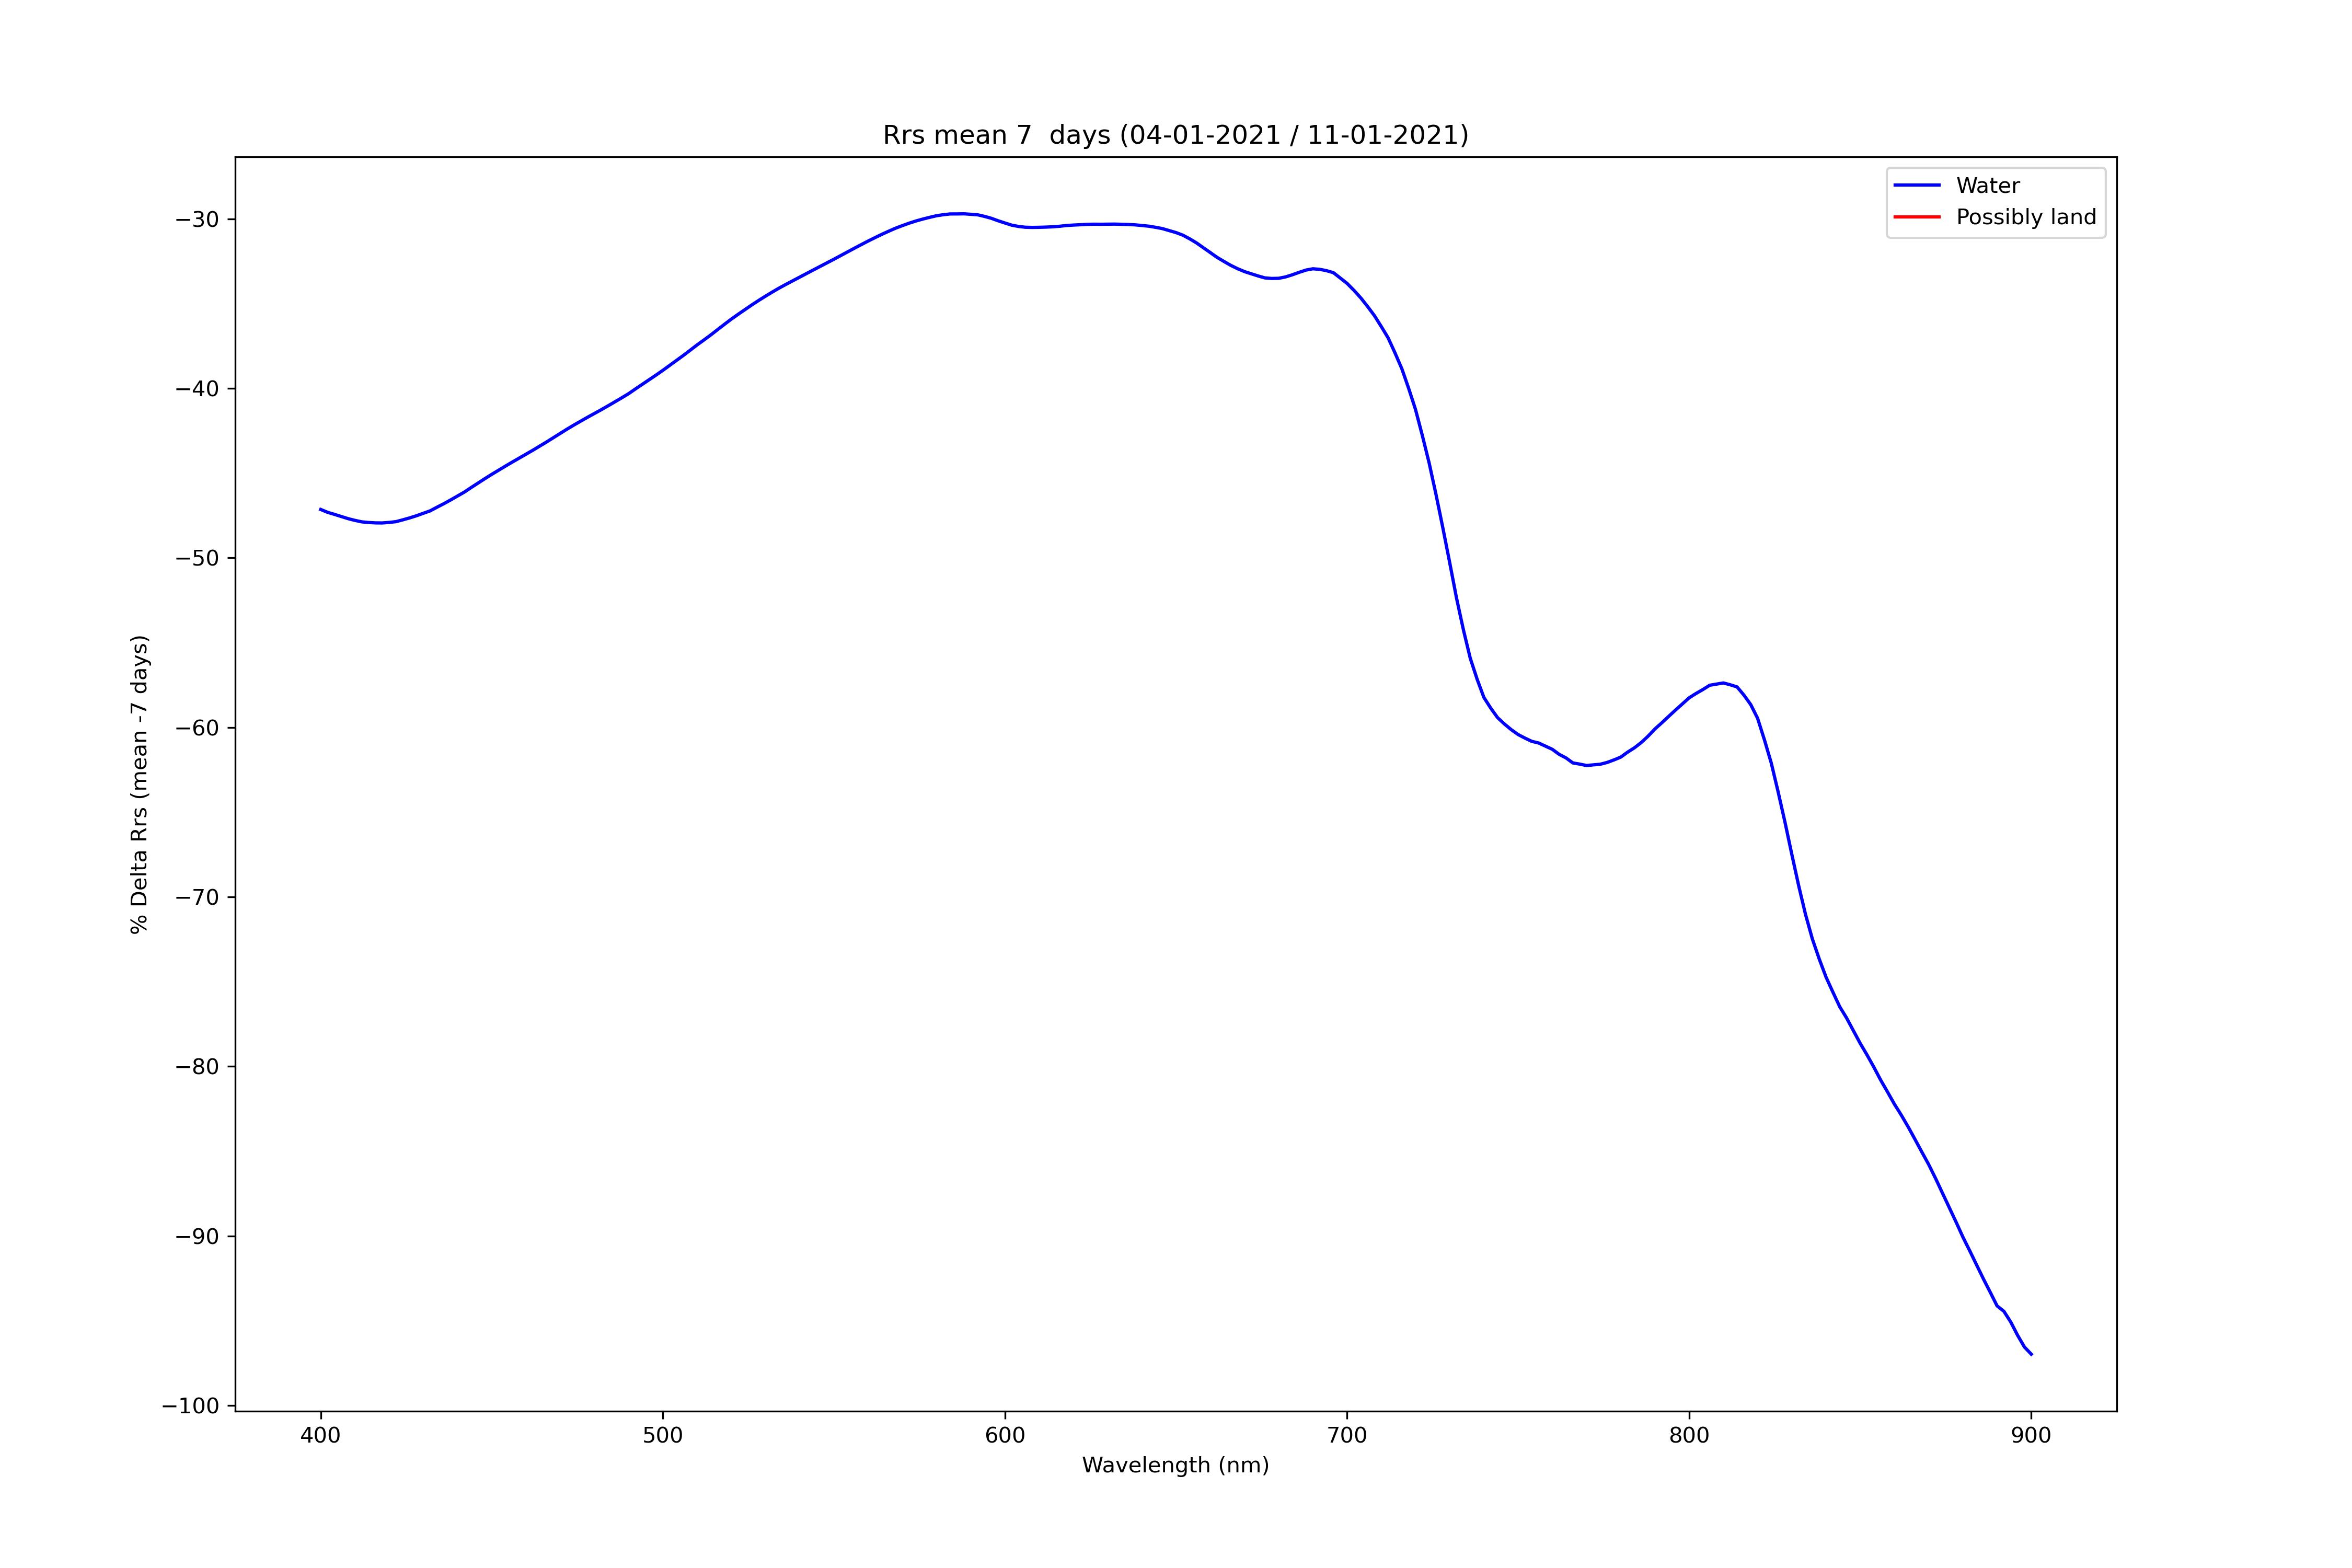 Rrs mean 7  days (04-01-2021 / 11-01-2021)
Water
Possibly land
% Delta Rrs (mean -7 days)
−30
−40
−50
−60
−70
−80
−90
−100
400 500 600 700 800 900
Wavelength (nm)